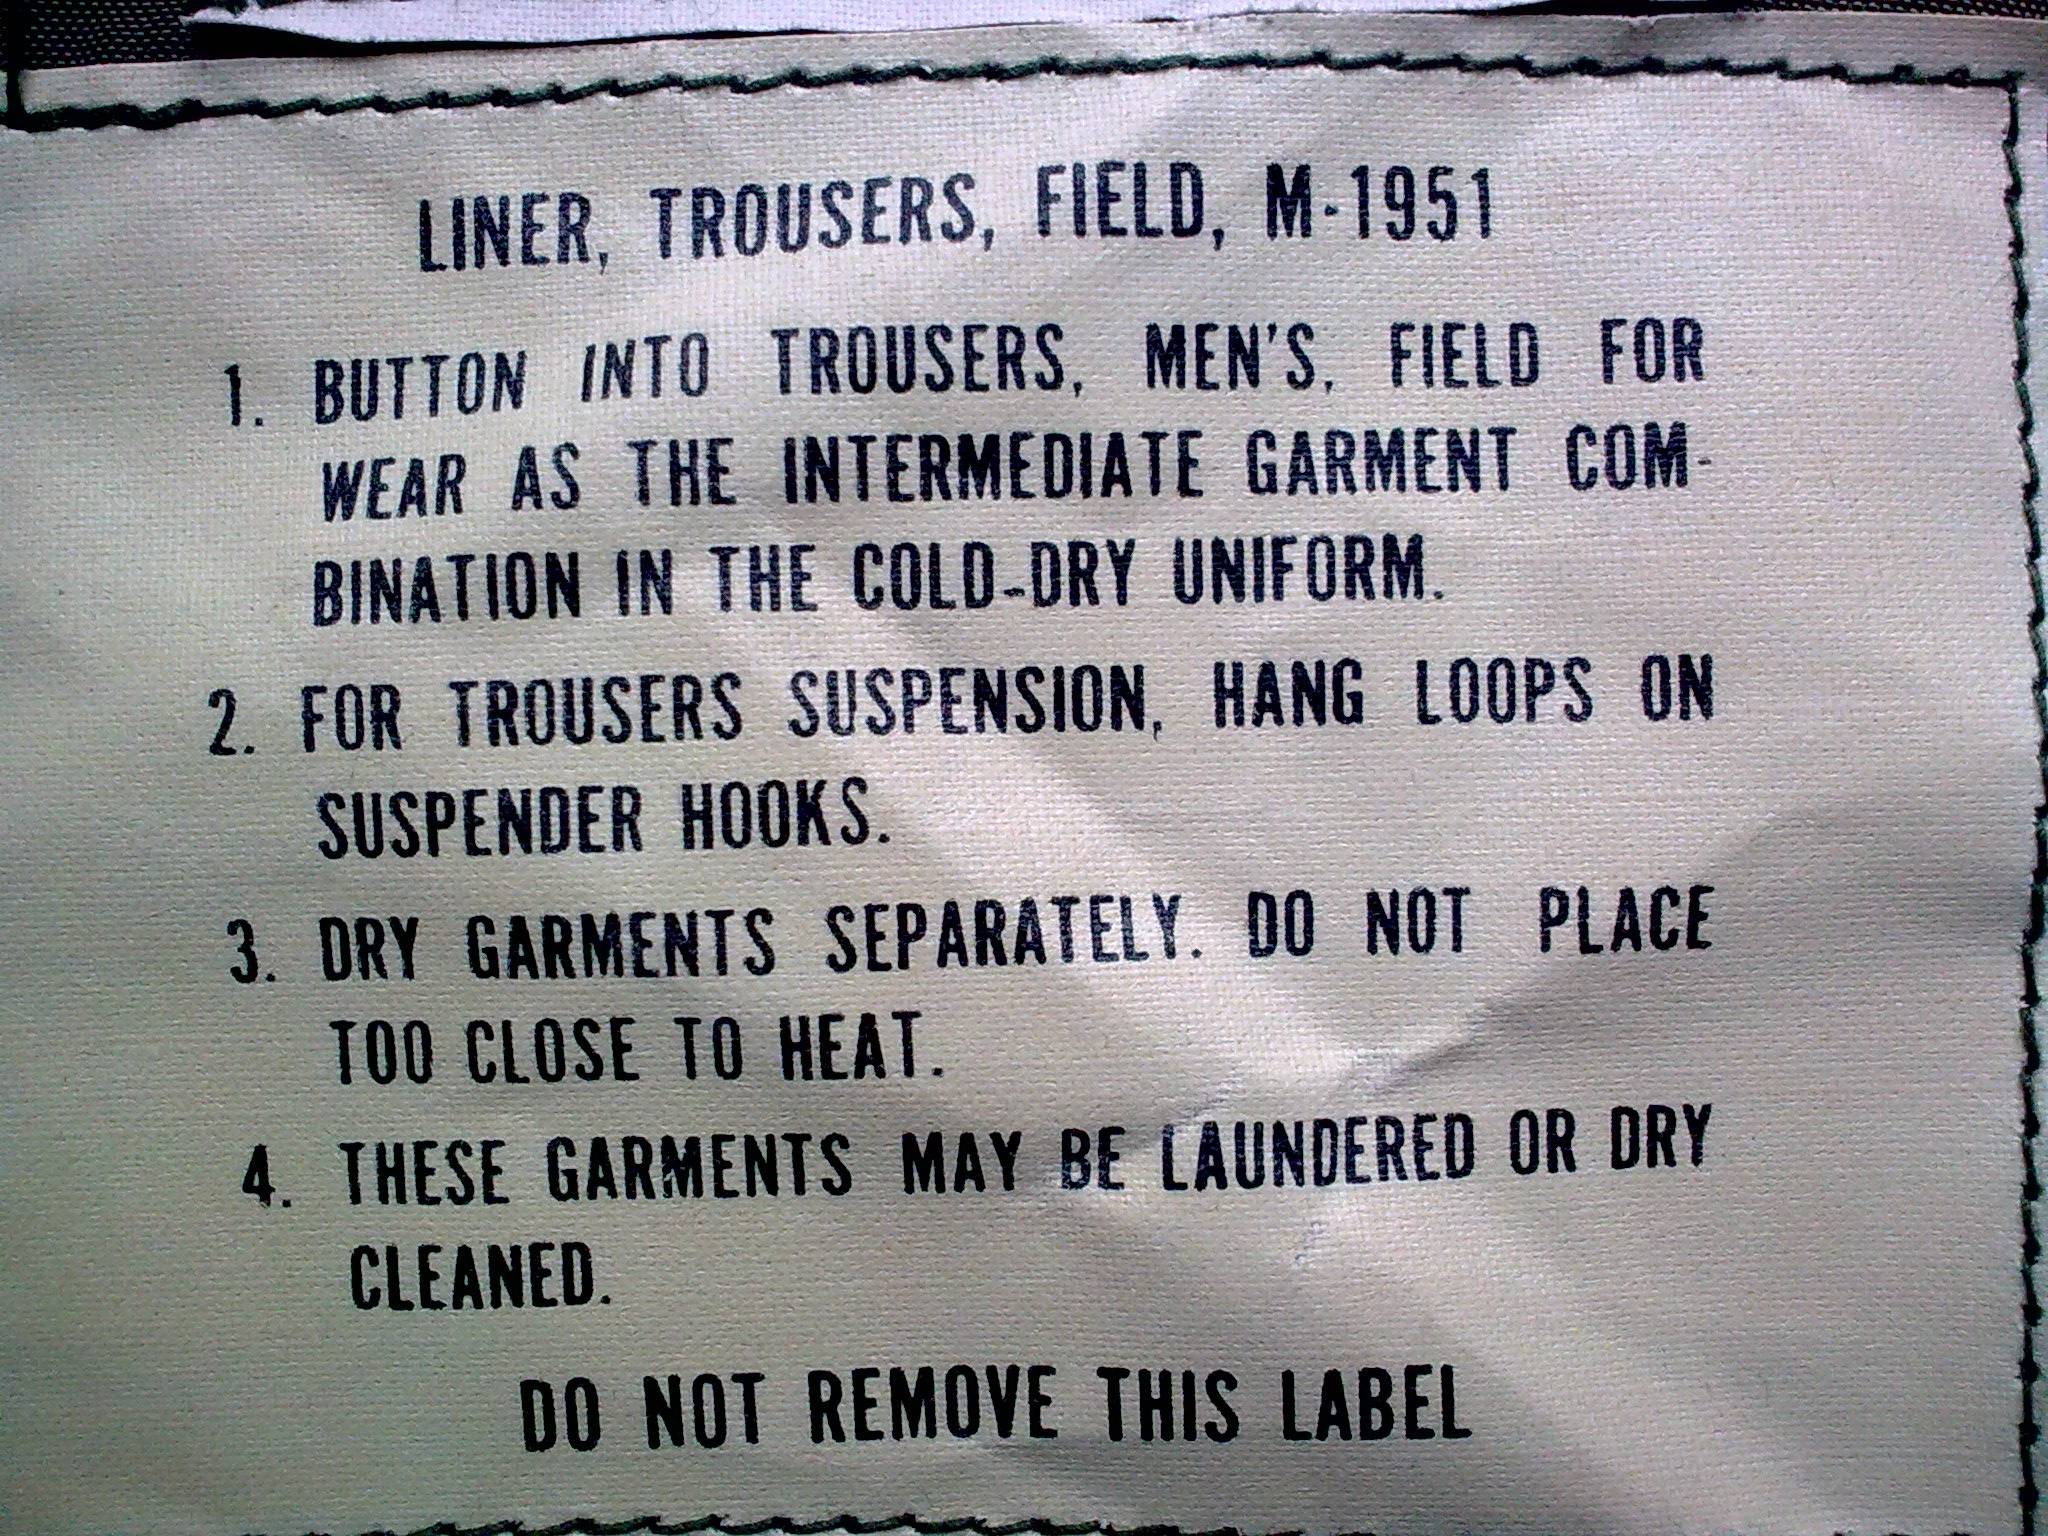 LINER, TROUSERS, FIELD, M-1951
1. BUTTON INTO TROUSERS, MEN'S, FIELD FOR
WEAR AS THE INTERMEDIATE GARMENT COM-
BINATION IN THE COLD-DRY UNIFORM.
2. FOR TROUSERS SUSPENSION, HANG LOOPS ON
SUSPENDER HOOKS.
3. DRY GARMENTS SEPARATELY. DO NOT PLACE
TOO CLOSE TO HEAT.
4. THESE GARMENTS MAY BE LAUNDERED OR DRY
CLEANED.
DO NOT REMOVE THIS LABEL